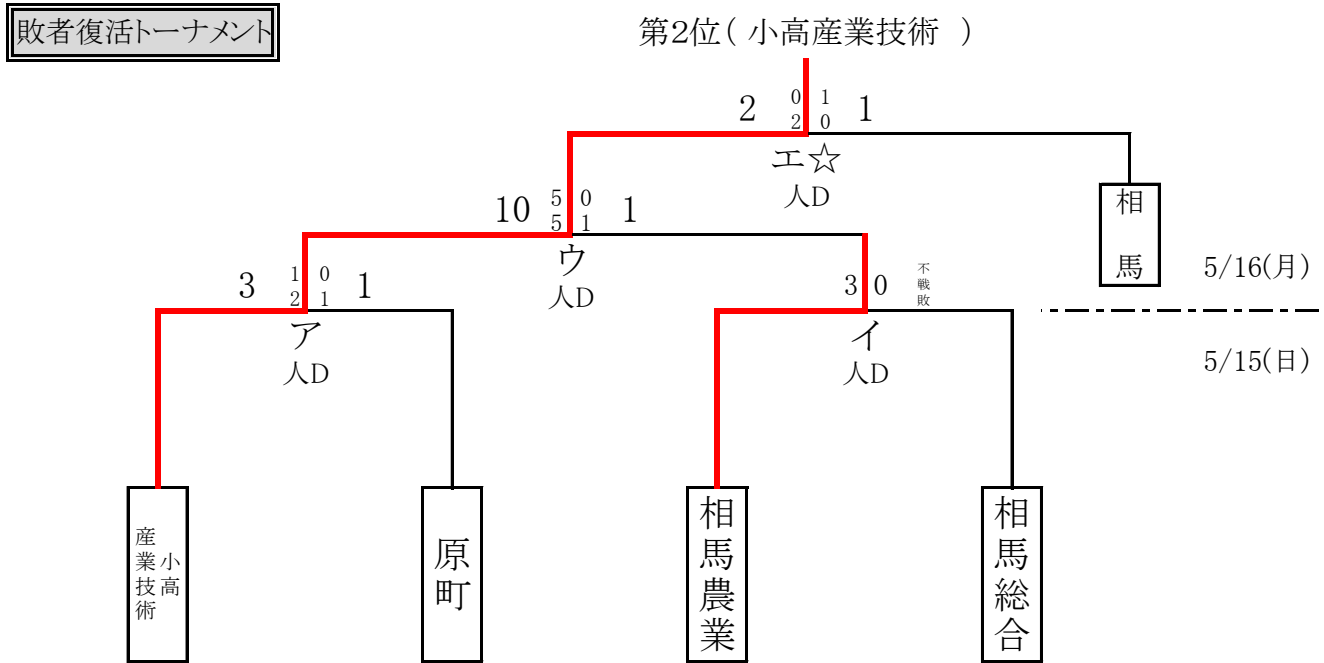 敗者復活トーナメント
第2位( 小高産業技術 )
2 0 1 1
2 0
エ☆
人D
相馬
10 5 0 1
5 1
ウ
人D
5/16(月)
3 1 0 1
2 1
ア
人D
3 0 不戦敗
イ
人D
5/15(日)
小高産業技術
原町
相馬農業
相馬総合